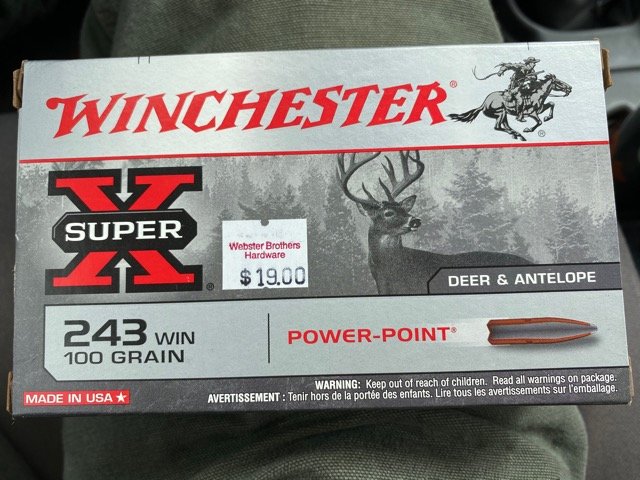 WINCHESTER®
SUPER
X®
Webster Brothers
Hardware
$19.00
DEER & ANTELOPE
243 WIN
100 GRAIN
POWER-POINT®
MADE IN USA ★
WARNING: Keep out of reach of children. Read all warnings on package.
AVERTISSEMENT : Tenir hors de la portée des enfants. Lire tous les avertissements sur l'emballage.